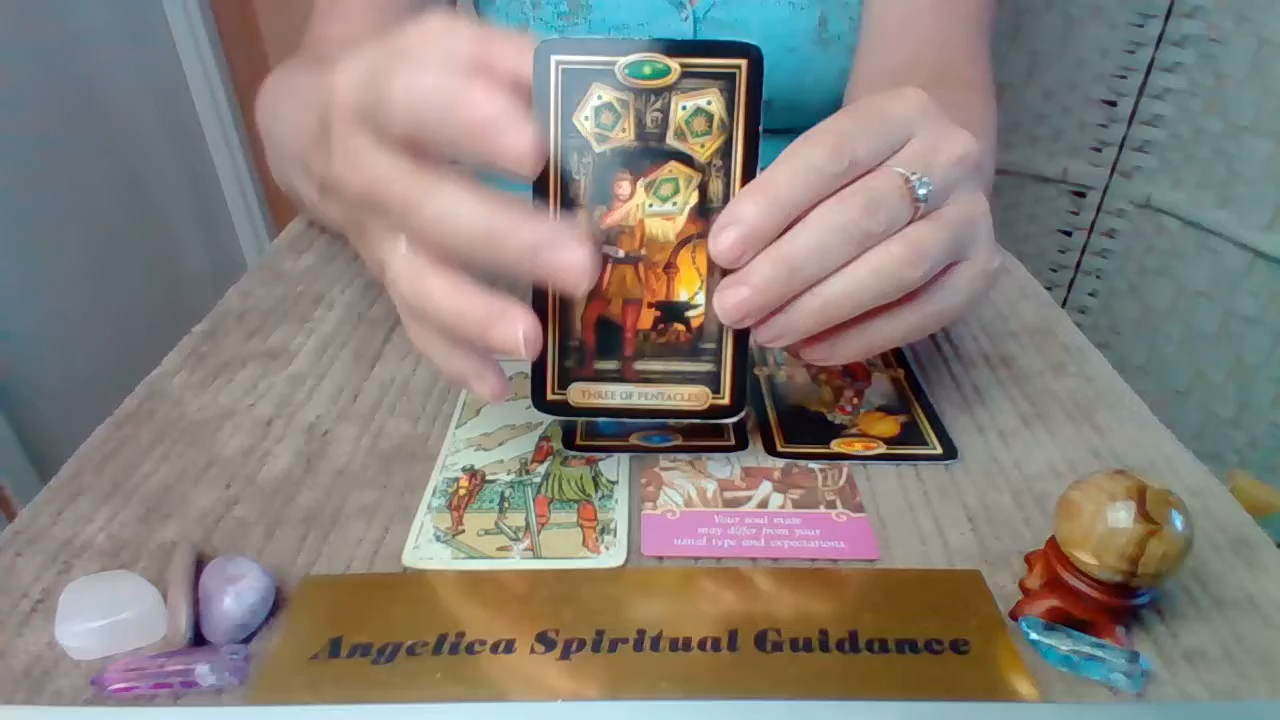 THREE OF PENTACLES
Your soul mate
may differ from your
usual type and expectations.
Angelica Spiritual Guidance